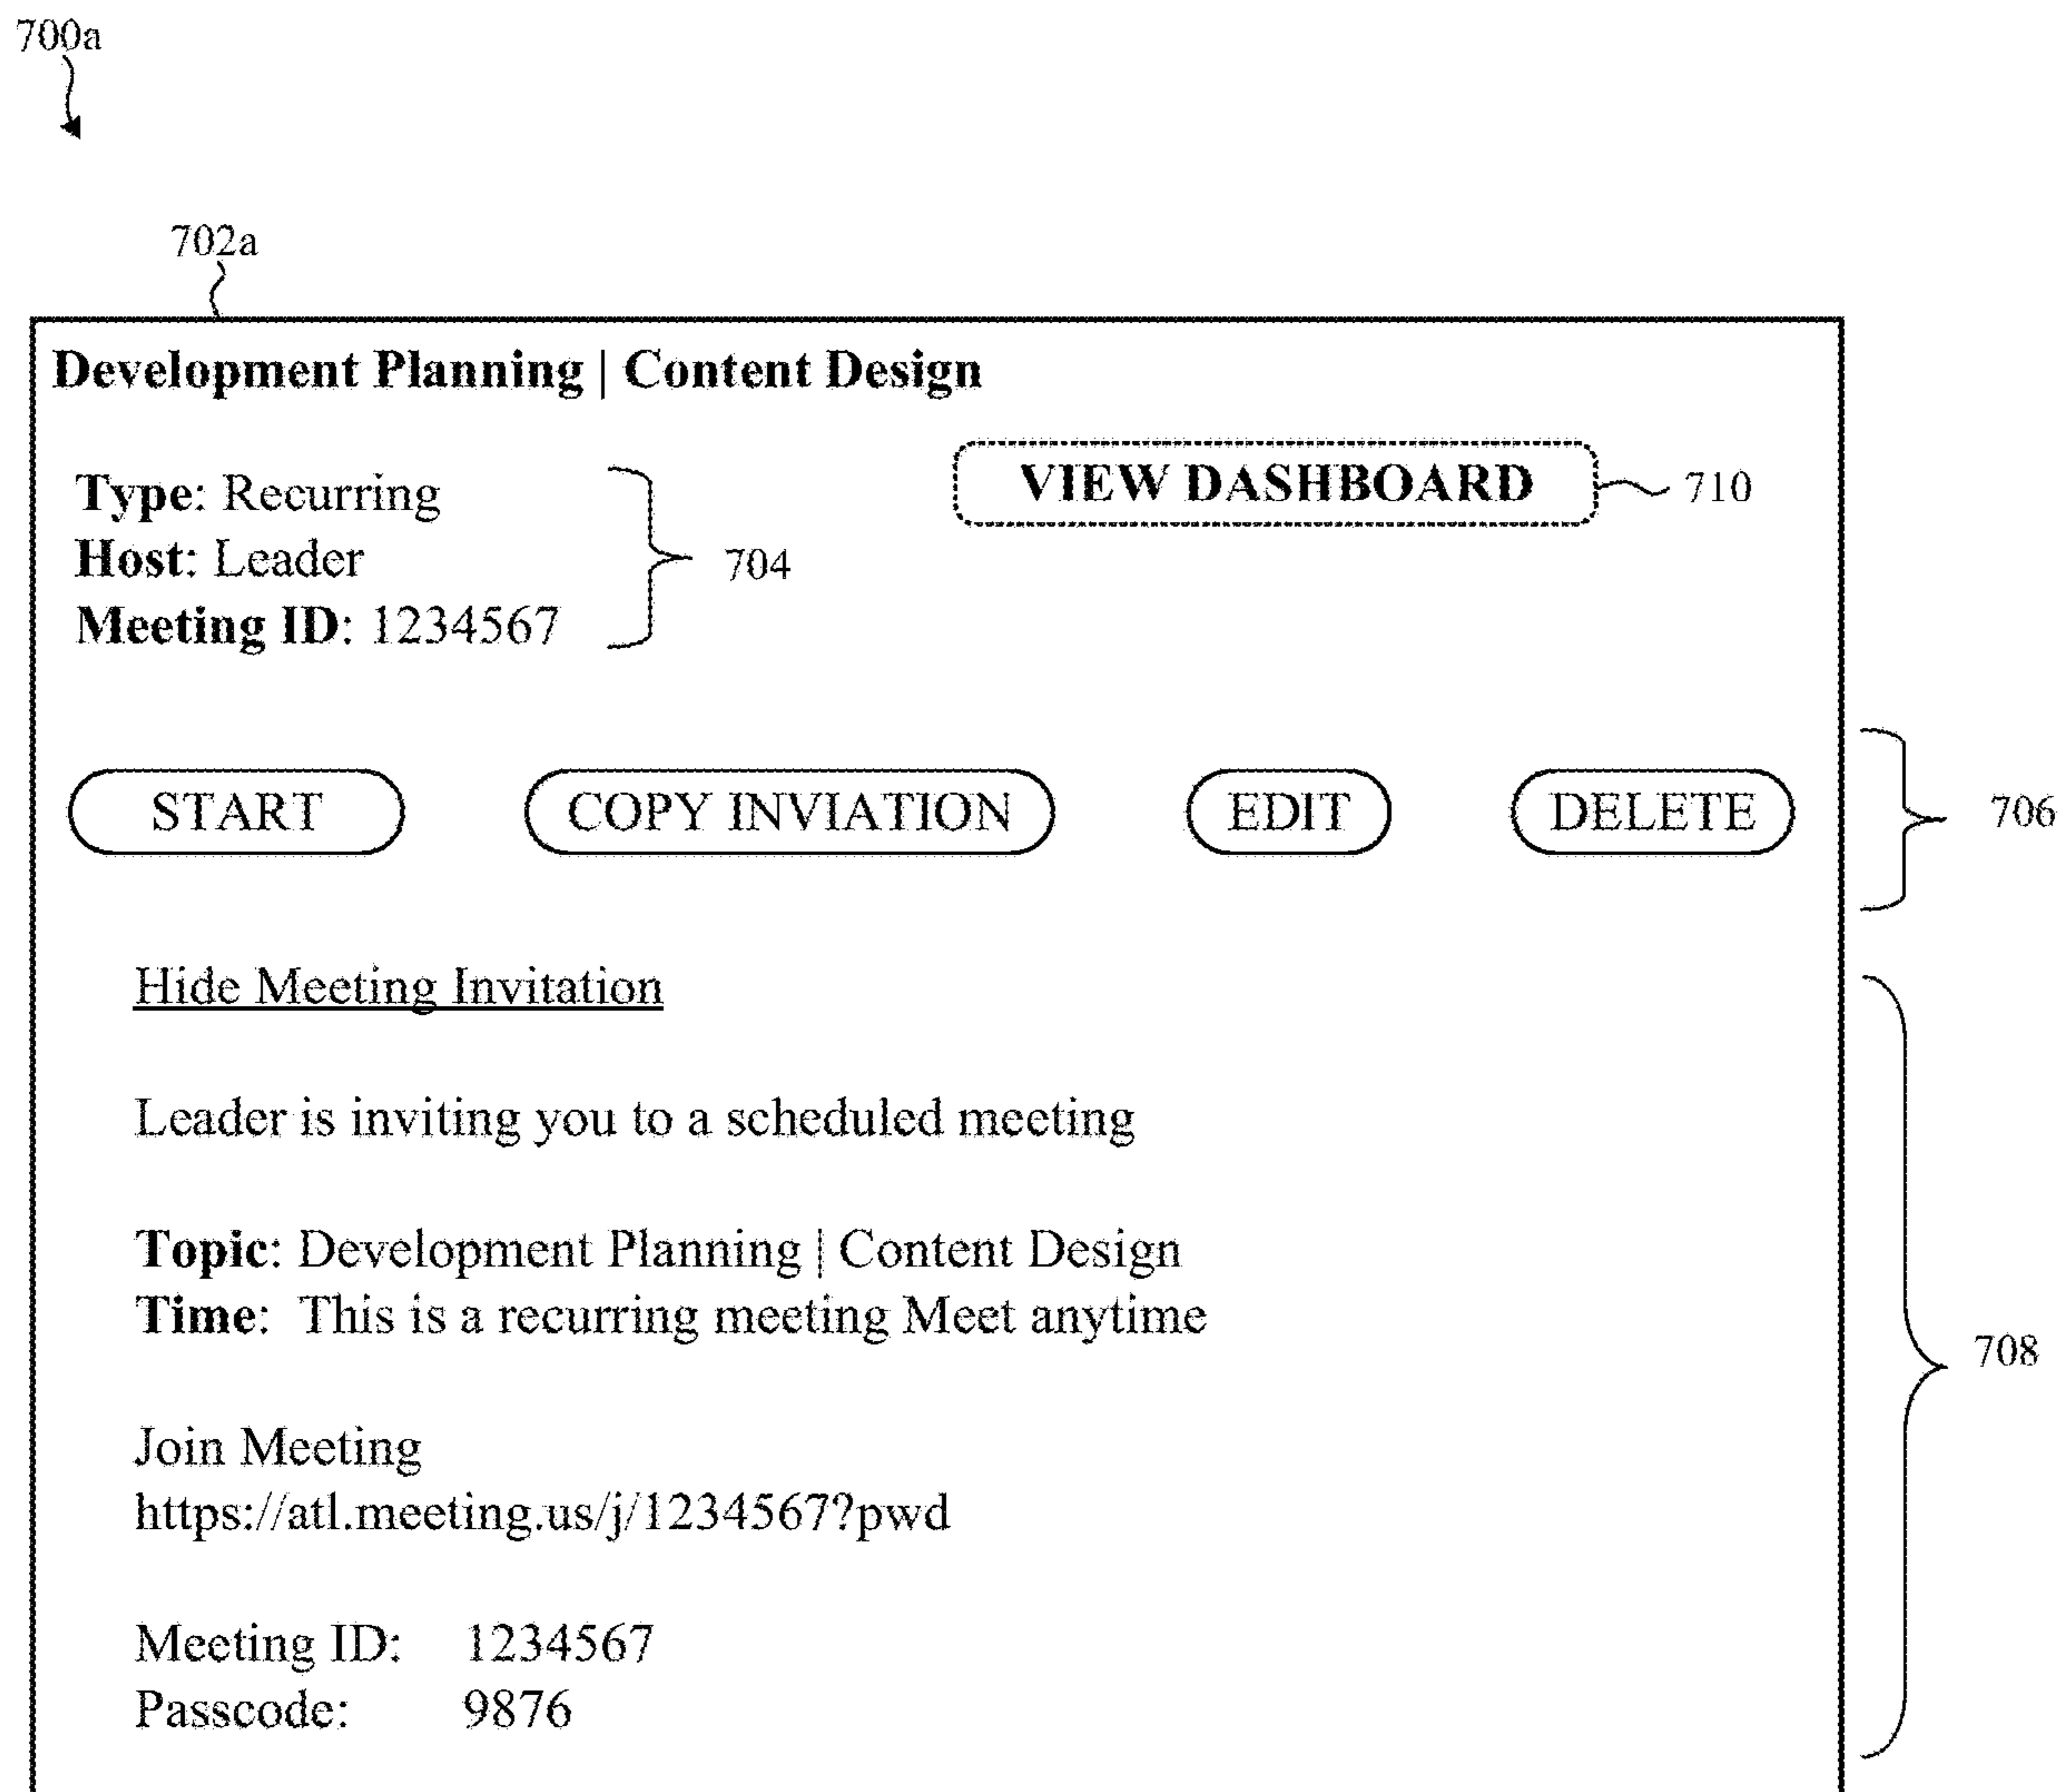 700a
702a
Development Planning | Content Design
VIEW DASHBOARD 710
Type: Recurring
Host: Leader
Meeting ID: 1234567
704
START COPY INVIATION EDIT DELETE 706
Hide Meeting Invitation
Leader is inviting you to a scheduled meeting
Topic: Development Planning | Content Design
Time: This is a recurring meeting Meet anytime
708
Join Meeting
https://atl.meeting.us/j/1234567?pwd
Meeting ID: 1234567
Passcode: 9876